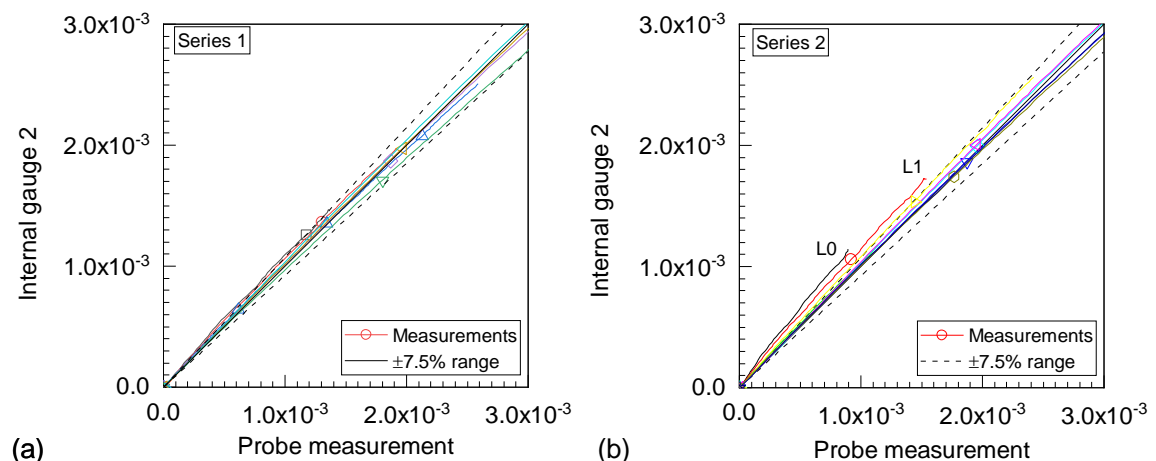 3.0x10-3
Series 1
2.0x10-3
1.0x10-3
0.0
Internal gauge 2
Measurements
±7.5% range
0.0
1.0x10-3
2.0x10-3
3.0x10-3
Probe measurement
(a)
3.0x10-3
Series 2
2.0x10-3
1.0x10-3
0.0
Internal gauge 2
L1
L0
Measurements
±7.5% range
0.0
1.0x10-3
2.0x10-3
3.0x10-3
Probe measurement
(b)